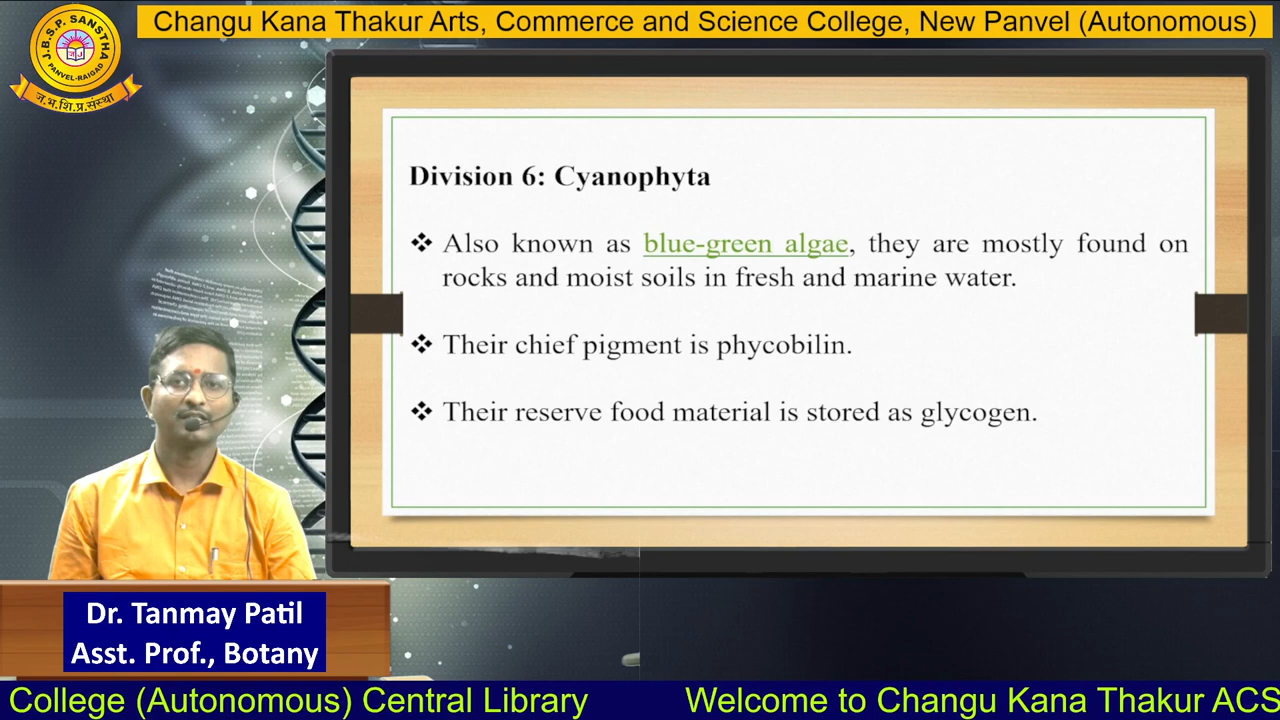 Changu Kana Thakur Arts, Commerce and Science College, New Panvel (Autonomous)
J.B.S.P. SANSTHA
PANVEL-RAIGAD
ज.भ.शि.प्र.संस्था
Division 6: Cyanophyta
❖ Also known as blue-green algae, they are mostly found on
rocks and moist soils in fresh and marine water.
❖ Their chief pigment is phycobilin.
❖ Their reserve food material is stored as glycogen.
Dr. Tanmay Patil
Asst. Prof., Botany
College (Autonomous) Central Library Welcome to Changu Kana Thakur ACS